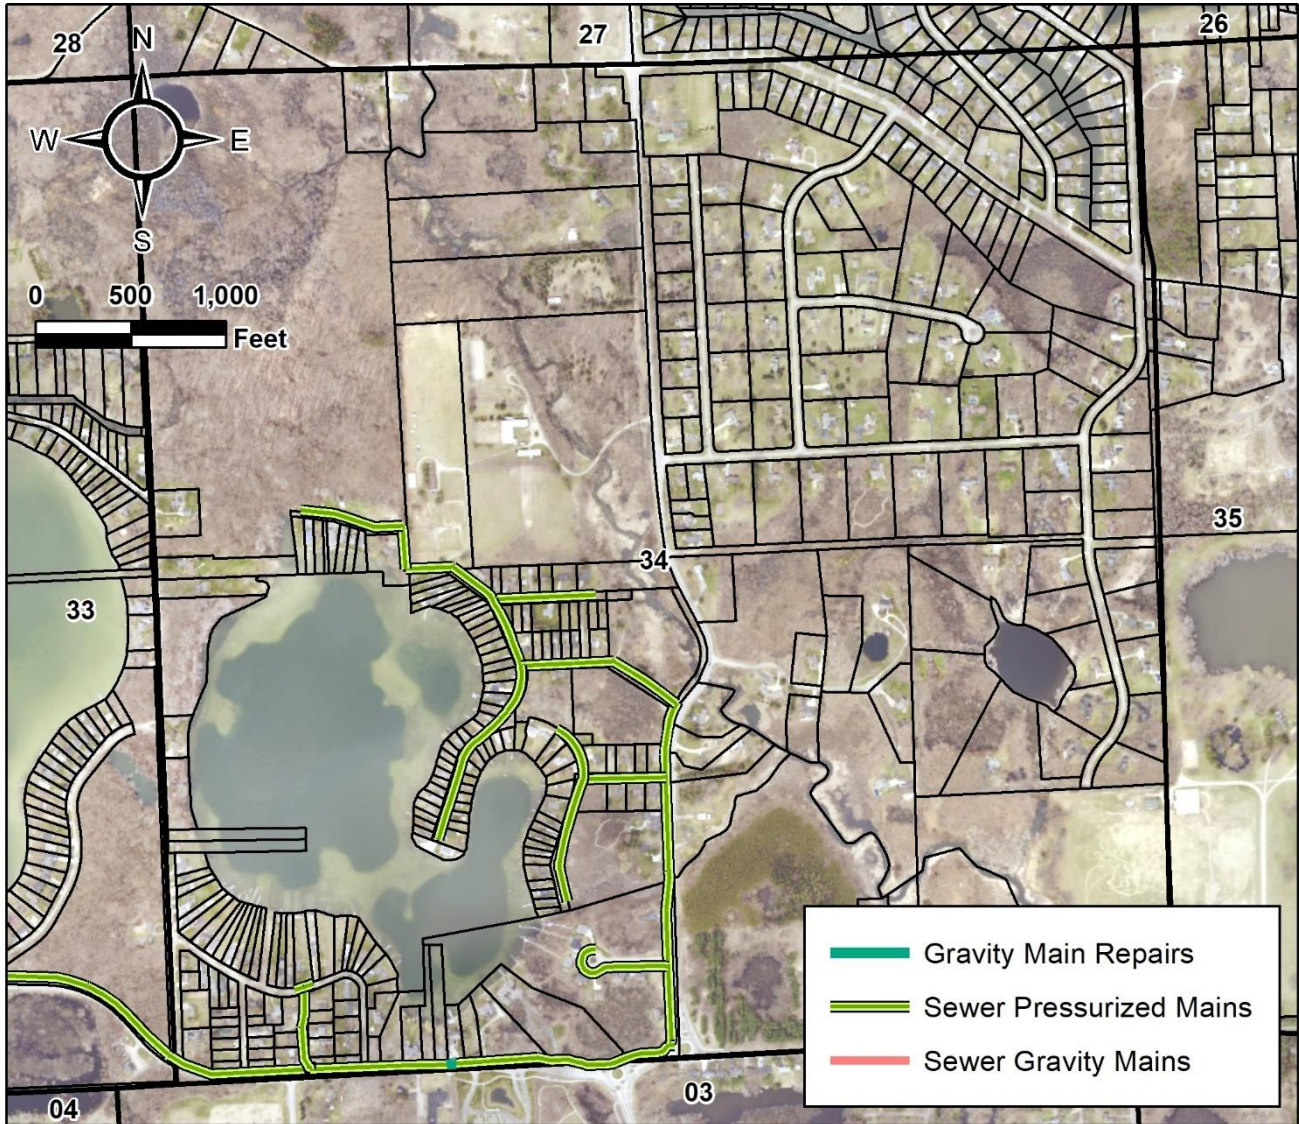 28
N
27
26
W
E
S
0 500 1,000
Feet
35
34
33
Gravity Main Repairs
Sewer Pressurized Mains
Sewer Gravity Mains
03
04